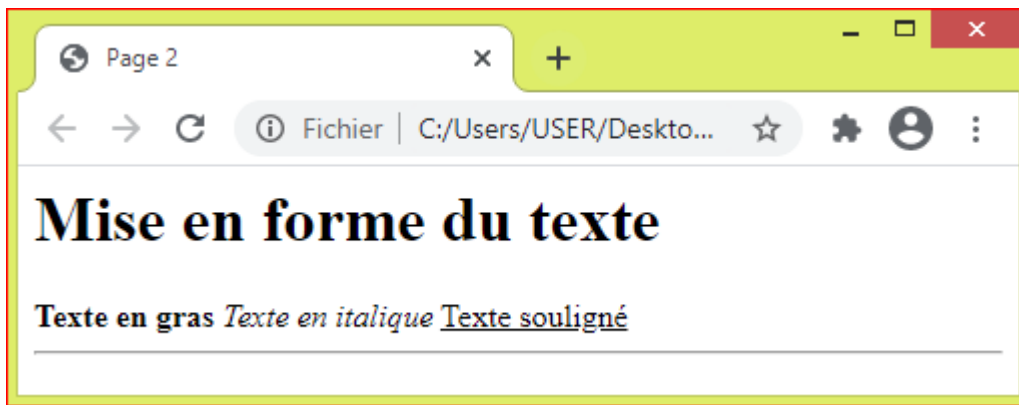 Page 2
Fichier | C:/Users/USER/Deskto...
Mise en forme du texte
Texte en gras Texte en italique Texte souligné